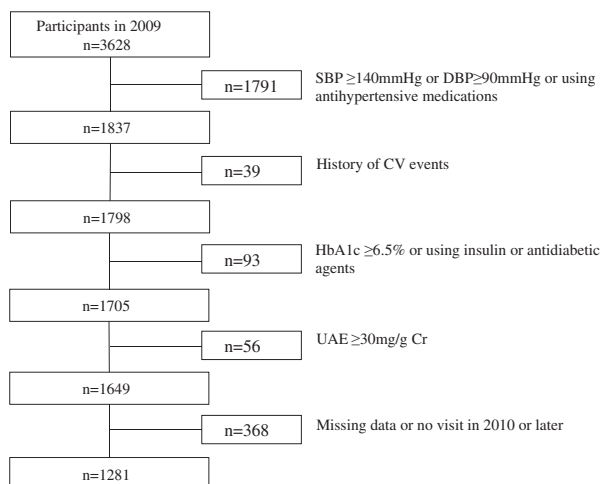 Participants in 2009
n=3628
n=1791
SBP ≥140mmHg or DBP≥90mmHg or using
antihypertensive medications
n=1837
n=39
History of CV events
n=1798
n=93
HbA1c ≥6.5% or using insulin or antidiabetic
agents
n=1705
n=56
UAE ≥30mg/g Cr
n=1649
n=368
Missing data or no visit in 2010 or later
n=1281